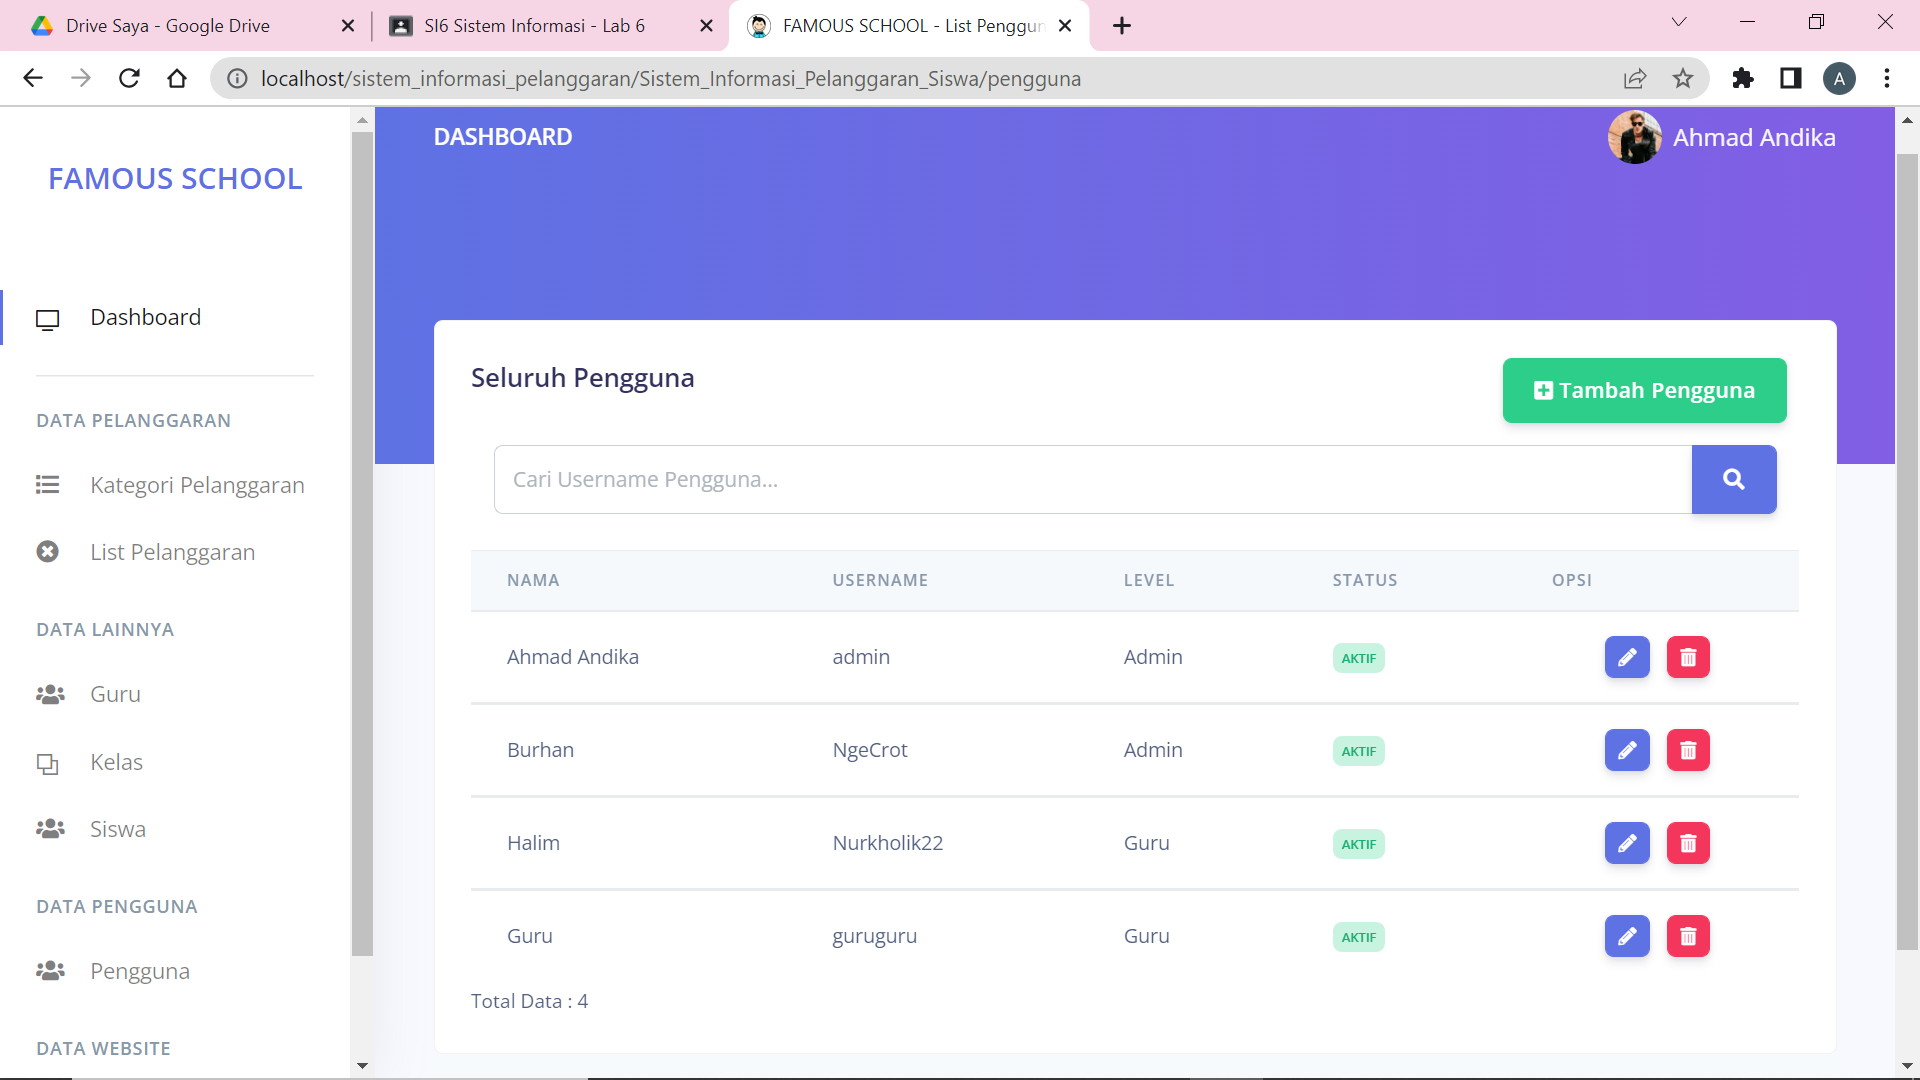 Drive Saya - Google Drive
SI6 Sistem Informasi - Lab 6
FAMOUS SCHOOL - List Penggun
localhost/sistem_informasi_pelanggaran/Sistem_Informasi_Pelanggaran_Siswa/pengguna
A
FAMOUS SCHOOL
Dashboard
DATA PELANGGARAN
Kategori Pelanggaran
List Pelanggaran
DATA LAINNYA
Guru
Kelas
Siswa
DATA PENGGUNA
Pengguna
DATA WEBSITE
DASHBOARD
Ahmad Andika
Seluruh Pengguna
Tambah Pengguna
Cari Username Pengguna...
NAMA USERNAME LEVEL STATUS OPSI
Ahmad Andika admin Admin AKTIF
Burhan NgeCrot Admin AKTIF
Halim Nurkholik22 Guru AKTIF
Guru guruguru Guru AKTIF
Total Data : 4